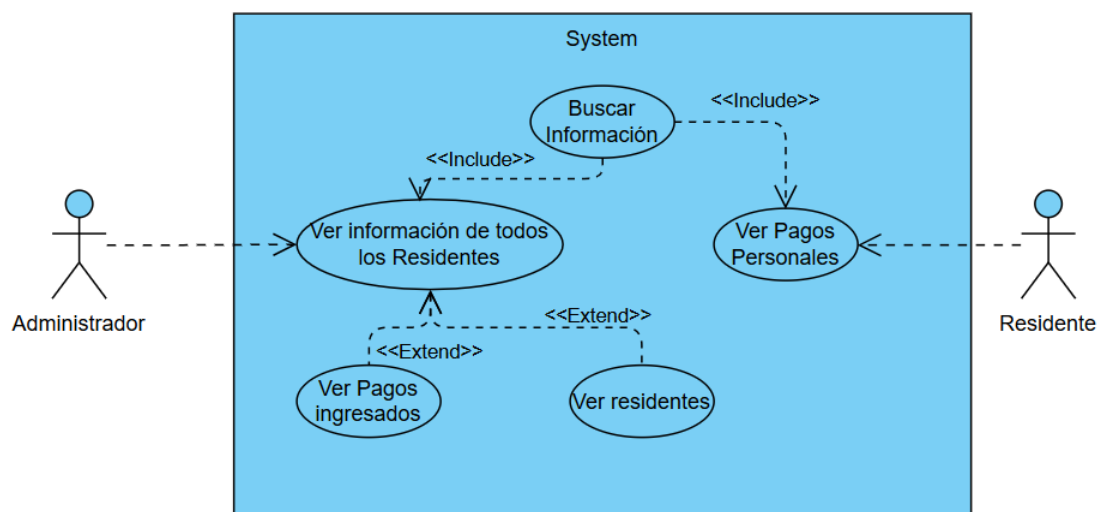 System
Buscar
Información
<<Include>>
<<Include>>
Ver información de todos
los Residentes
Ver Pagos
Personales
Administrador
Residente
<<Extend>>
<<Extend>>
Ver Pagos
ingresados
Ver residentes